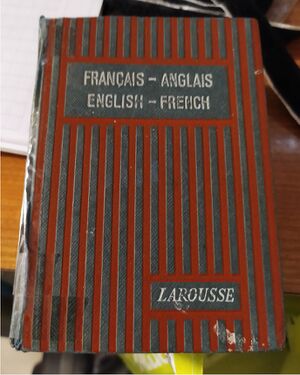 FRANÇAIS - ANGLAIS
ENGLISH - FRENCH
LAROUSSE